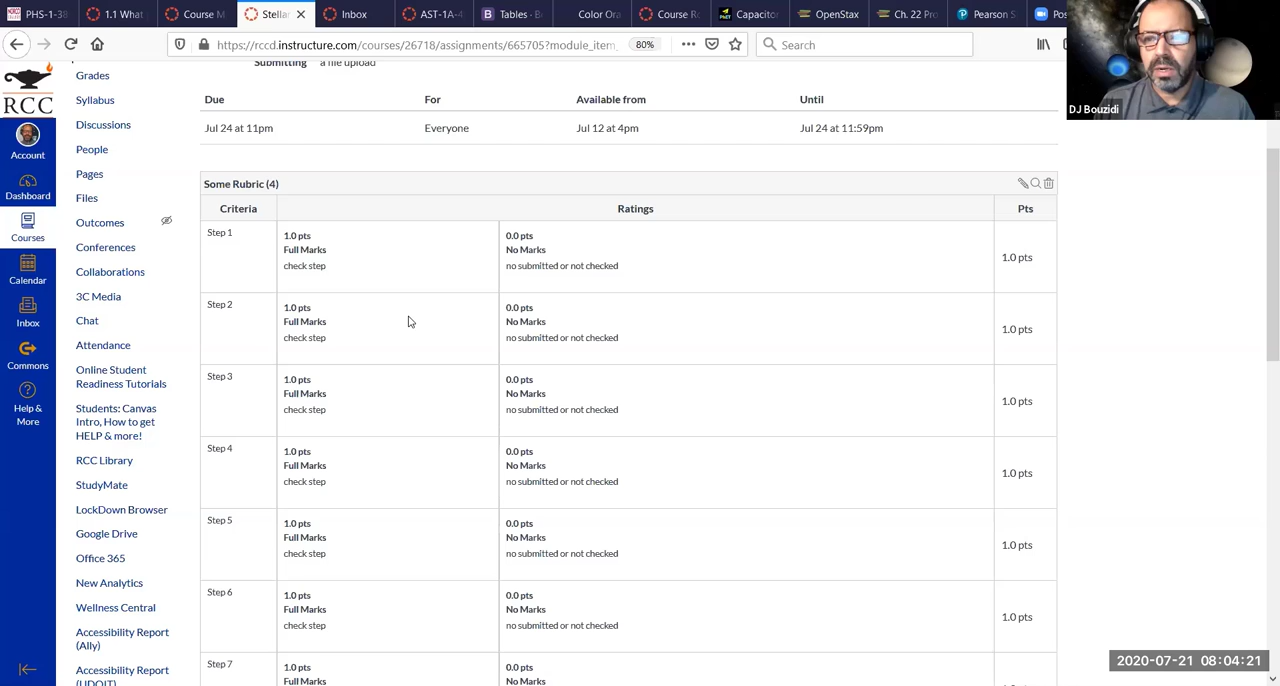 PHS-1-38
1.1 What
Course M
Stellar
Inbox
AST-1A-4
Tables · B
Color Ora
Course Ro
Capacitor
OpenStax
Ch. 22 Pro
Pearson S
Pos
https://rccd.instructure.com/courses/26718/assignments/665705?module_item_
80%
Search
DJ Bouzidi
RCC
Account
Dashboard
Courses
Calendar
Inbox
Commons
Help &
More
Grades
Syllabus
Discussions
People
Pages
Files
Outcomes
Conferences
Collaborations
3C Media
Chat
Attendance
Online Student
Readiness Tutorials
Students: Canvas
Intro, How to get
HELP & more!
RCC Library
StudyMate
LockDown Browser
Google Drive
Office 365
New Analytics
Wellness Central
Accessibility Report
(Ally)
Accessibility Report
(UDOIT)
Submitting a file upload
Due For Available from Until
Jul 24 at 11pm Everyone Jul 12 at 4pm Jul 24 at 11:59pm
Some Rubric (4)
Criteria Ratings Pts
Step 1
1.0 pts
Full Marks
check step
0.0 pts
No Marks
no submitted or not checked
1.0 pts
Step 2
1.0 pts
Full Marks
check step
0.0 pts
No Marks
no submitted or not checked
1.0 pts
Step 3
1.0 pts
Full Marks
check step
0.0 pts
No Marks
no submitted or not checked
1.0 pts
Step 4
1.0 pts
Full Marks
check step
0.0 pts
No Marks
no submitted or not checked
1.0 pts
Step 5
1.0 pts
Full Marks
check step
0.0 pts
No Marks
no submitted or not checked
1.0 pts
Step 6
1.0 pts
Full Marks
check step
0.0 pts
No Marks
no submitted or not checked
1.0 pts
Step 7
1.0 pts
Full Marks
0.0 pts
No Marks
2020-07-21 08:04:21